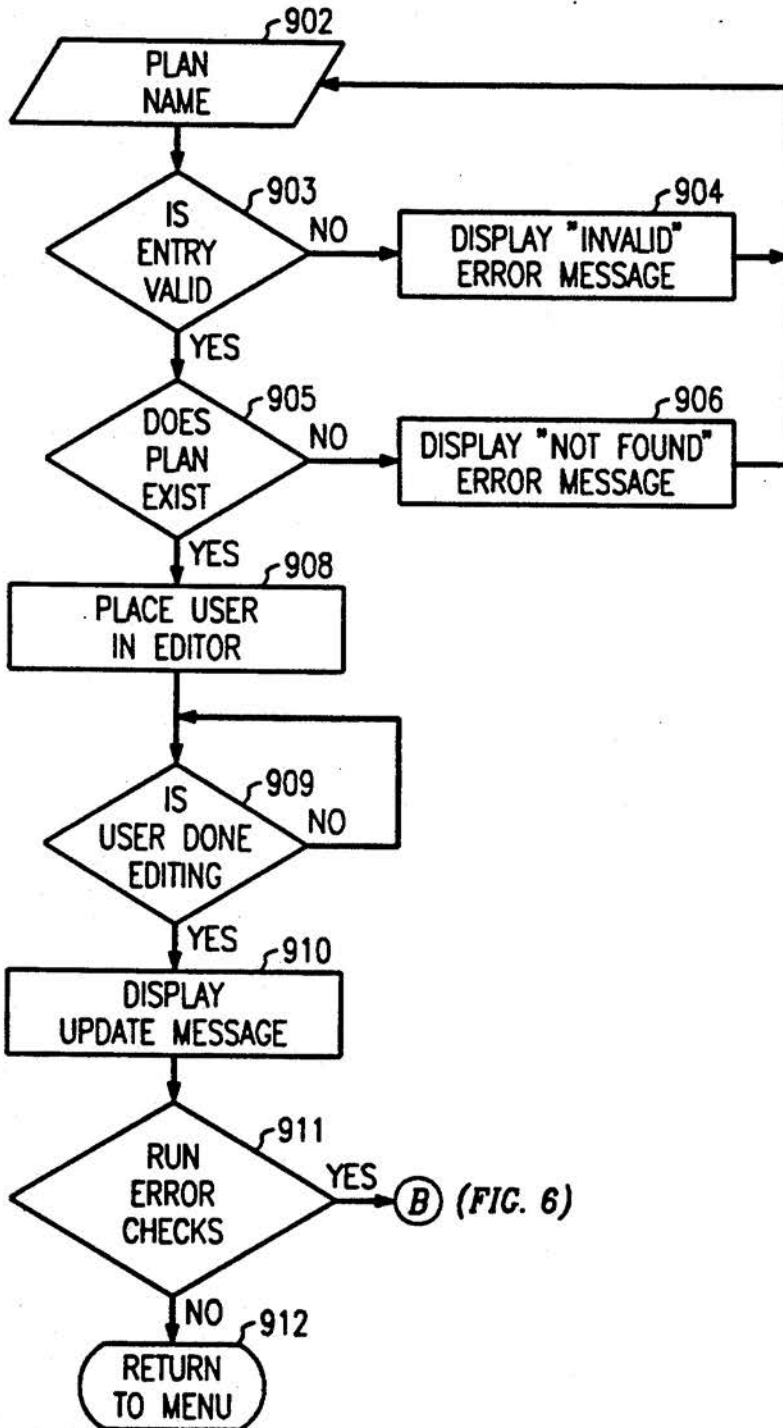 902
PLAN
NAME
903
IS
ENTRY
VALID
NO
904
DISPLAY "INVALID"
ERROR MESSAGE
YES
905
DOES
PLAN
EXIST
NO
906
DISPLAY "NOT FOUND"
ERROR MESSAGE
YES
908
PLACE USER
IN EDITOR
909
IS
USER DONE
EDITING
NO
YES
910
DISPLAY
UPDATE MESSAGE
911
RUN
ERROR
CHECKS
YES
B (FIG. 6)
NO
912
RETURN
TO MENU